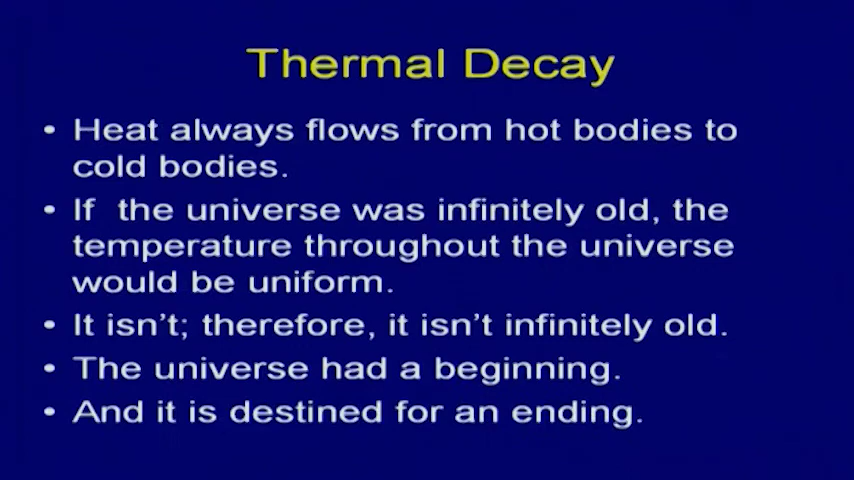 Thermal Decay
• Heat always flows from hot bodies to
cold bodies.
• If the universe was infinitely old, the
temperature throughout the universe
would be uniform.
• It isn't; therefore, it isn't infinitely old.
• The universe had a beginning.
• And it is destined for an ending.